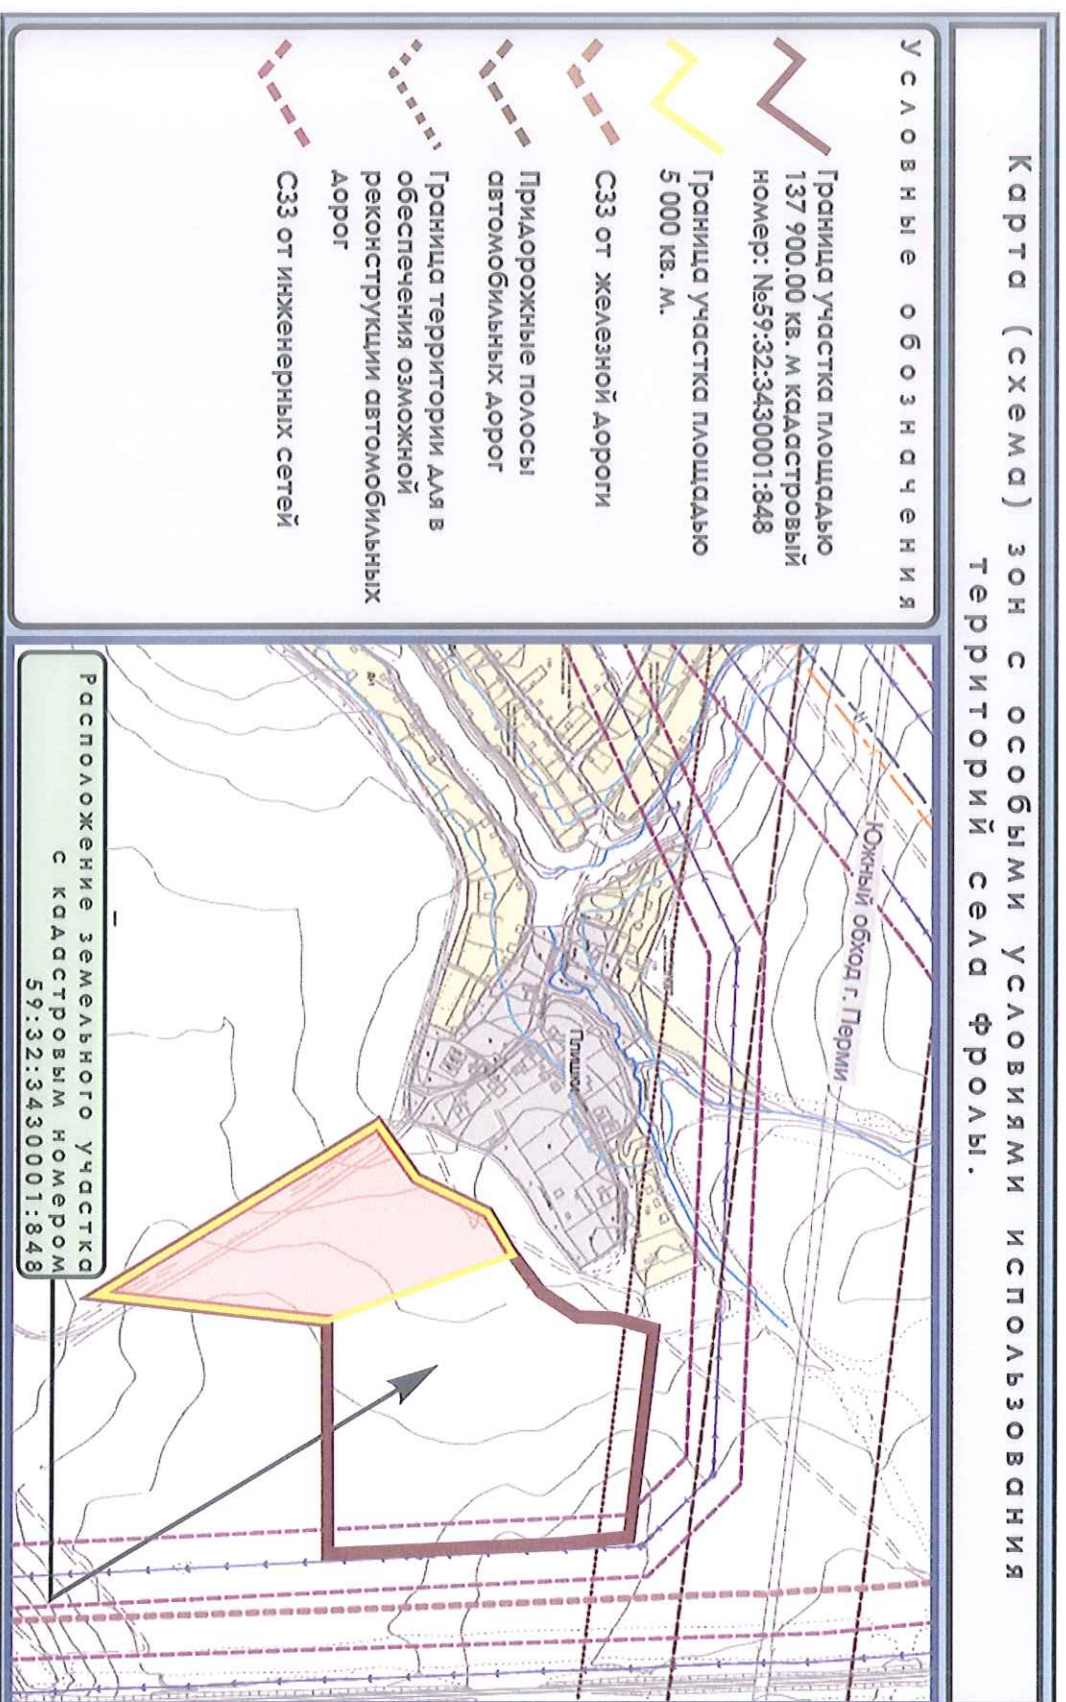 Карта (схема) зон с особыми условиями использования
территорий села Фролы.
Условные обозначения
Граница участка площадью
137 900.00 кв. м кадастровый
номер: №59:32:3430001:848
Граница участка площадью
5 000 кв. м.
СЗЗ от железной дороги
Придорожные полосы
автомобильных дорог
Граница территории для в
обеспечения озможной
реконструкции автомобильных
дорог
СЗЗ от инженерных сетей
Южный обход г. Перми
Расположение земельного участка
с кадастровым номером
59:32:3430001:848